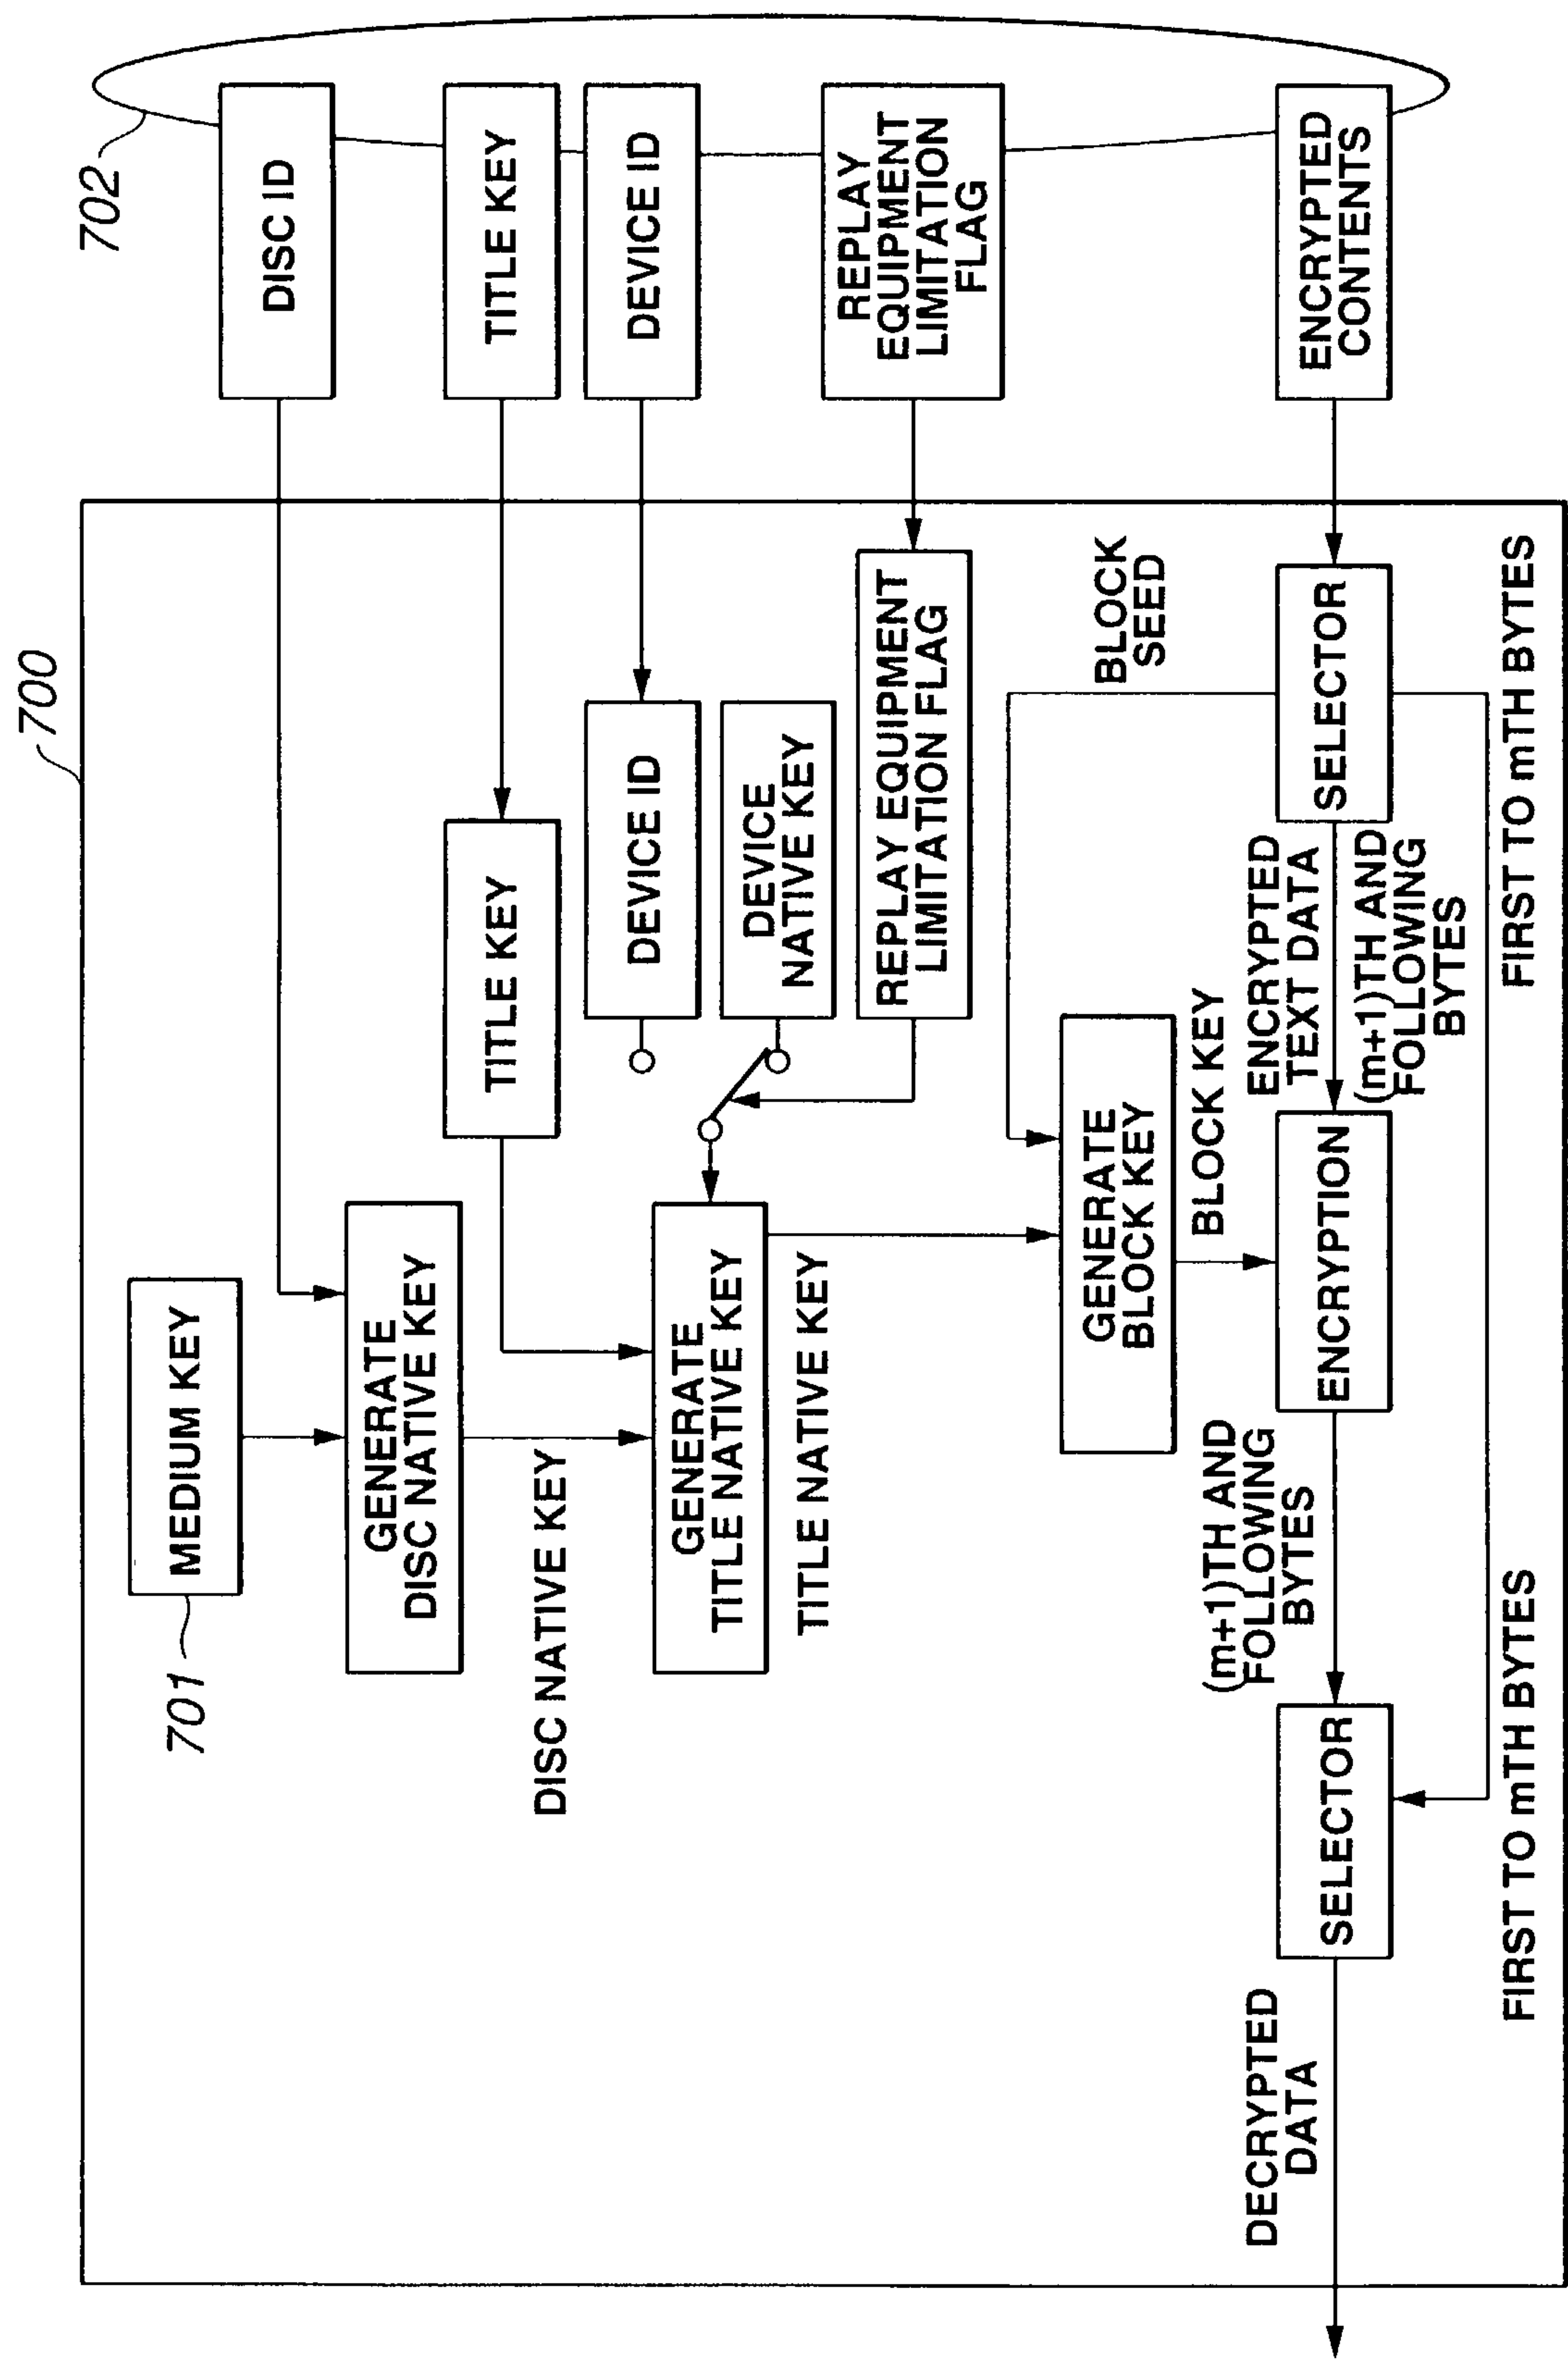 700
702
701
MEDIUM KEY
DISC ID
GENERATE
DISC NATIVE KEY
DISC NATIVE KEY
TITLE KEY
TITLE KEY
GENERATE
TITLE NATIVE KEY
TITLE NATIVE KEY
DEVICE ID
DEVICE ID
DEVICE
NATIVE KEY
REPLAY EQUIPMENT
LIMITATION FLAG
REPLAY
EQUIPMENT
LIMITATION
FLAG
GENERATE
BLOCK KEY
BLOCK KEY
BLOCK
SEED
DECRYPTED
DATA
SELECTOR
(m+1)TH AND
FOLLOWING
BYTES
ENCRYPTION
ENCRYPTED
TEXT DATA
(m+1)TH AND
FOLLOWING
BYTES
SELECTOR
ENCRYPTED
CONTENTS
FIRST TO mTH BYTES
FIRST TO mTH BYTES